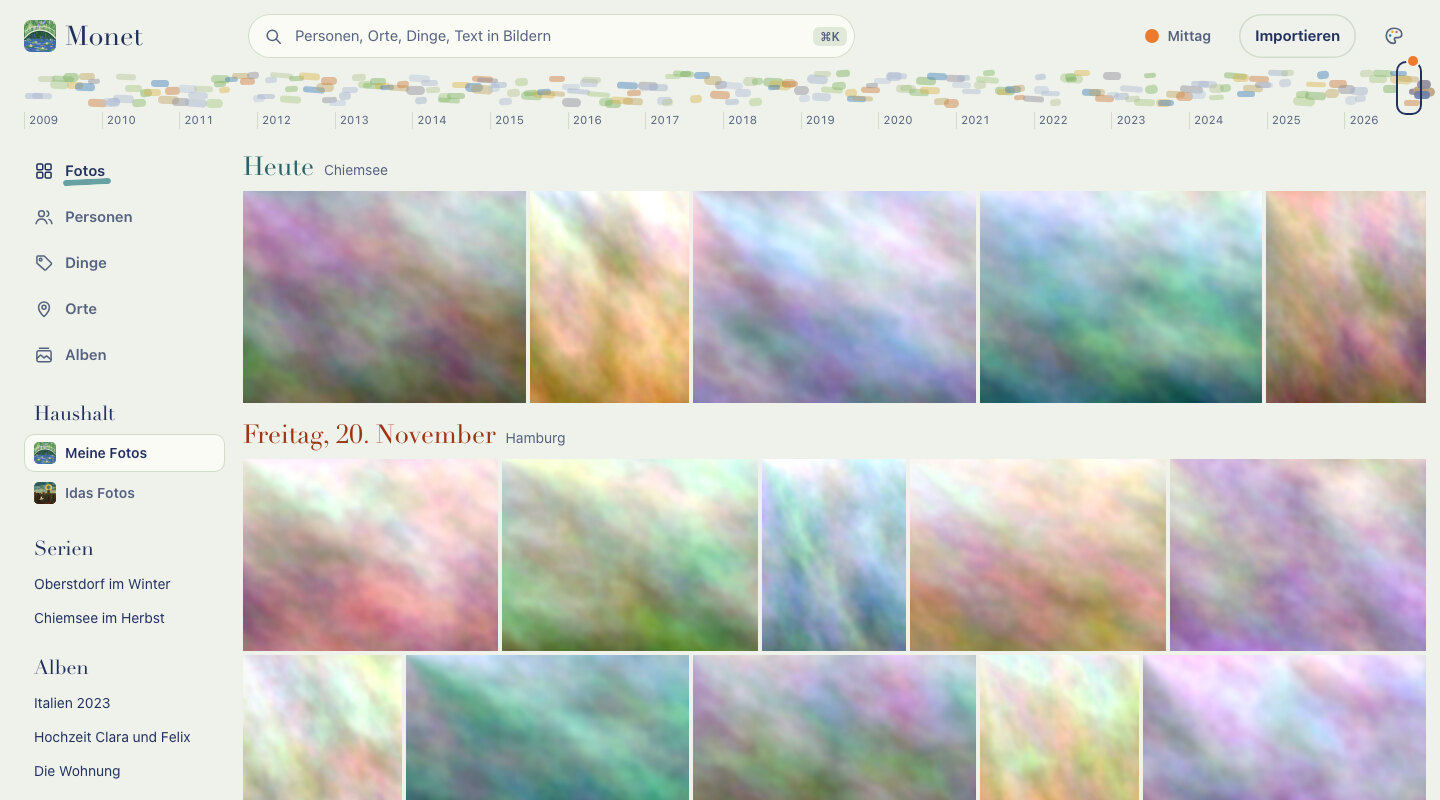 Monet
Personen, Orte, Dinge, Text in Bildern
⌘K
Mittag
Importieren
2009 2010 2011 2012 2013 2014 2015 2016 2017 2018 2019 2020 2021 2022 2023 2024 2025 2026
Fotos
Personen
Dinge
Orte
Alben
Haushalt
Meine Fotos
Idas Fotos
Serien
Oberstdorf im Winter
Chiemsee im Herbst
Alben
Italien 2023
Hochzeit Clara und Felix
Die Wohnung
Heute Chiemsee
Freitag, 20. November Hamburg